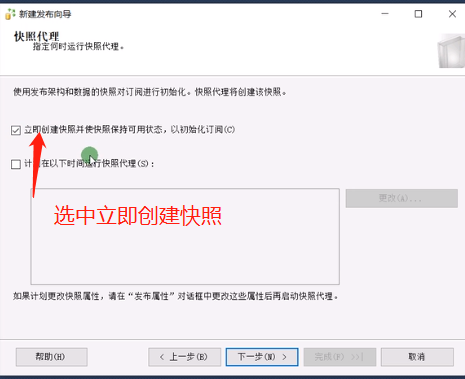 新建发布向导
快照代理
指定何时运行快照代理。
使用发布架构和数据的快照对订阅进行初始化。快照代理将创建该快照。
立即创建快照并使快照保持可用状态，以初始化订阅(C)
计划在以下时间运行快照代理(S):
更改(A)...
选中立即创建快照
如果计划更改快照属性，请在“发布属性”对话框中更改这些属性后再启动快照代理。
帮助(H)
< 上一步(B)
下一步(N) >
完成(F) >>|
取消